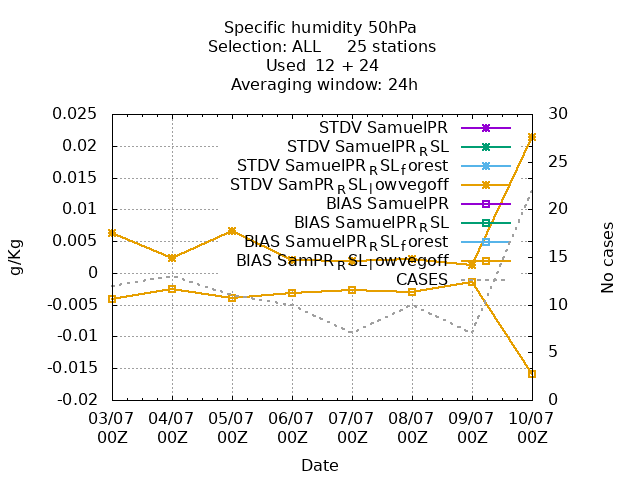 Specific humidity 50hPa
Selection: ALL     25 stations
Used  12 + 24
Averaging window: 24h
STDV SamuelPR
STDV SamuelPR_RSL
STDV SamuelPR_RSL_forest
STDV SamPR_RSL_lowvegoff
BIAS SamuelPR
BIAS SamuelPR_RSL
BIAS SamuelPR_RSL_forest
BIAS SamPR_RSL_lowvegoff
CASES
0.025
0.02
0.015
0.01
0.005
0
-0.005
-0.01
-0.015
-0.02
g/Kg
30
25
20
15
10
5
0
No cases
03/07 04/07 05/07 06/07 07/07 08/07 09/07 10/07
00Z 00Z 00Z 00Z 00Z 00Z 00Z 00Z
Date